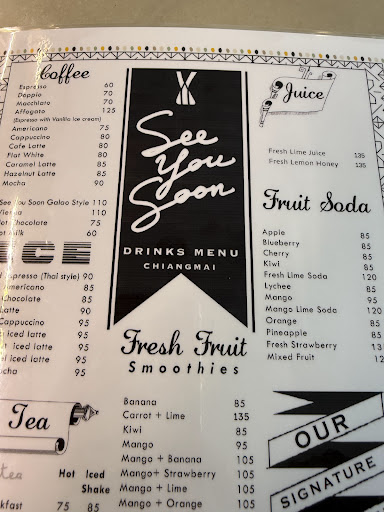 Coffee
Espresso 60
Doppio 70
Macchiato 70
Affogato 125
(Espresso with Vanilla ice cream)
Americano 75
Cappuccino 80
Cafe Latte 80
Flat White 80
Caramel Latte 85
Hazelnut Latte 85
Mocha 90
See You Soon Galao Style 110
110
Chocolate 75
milk 60
ICE
Espresso (Thai style) 90
Americano 85
Chocolate 85
Latte 90
Cappuccino 95
iced latte 95
iced latte 95
iced latte 95
90
Tea
Hot Iced
Shake
75 85
See
You
Soon
DRINKS MENU
CHIANGMAI
Fresh Fruit
Smoothies
Banana 85
Carrot + Lime 135
Kiwi 85
Mango 95
Mango + Banana 105
Mango+ Strawberry 105
Mango + Lime 105
Mango + Orange 105
Juice
Fresh Lime Juice 135
Fresh Lemon Honey 135
Fruit Soda
Apple 85
Blueberry 85
Cherry 85
Kiwi 85
Fresh Lime Soda 120
Lychee 85
Mango 95
Mango Lime Soda 120
Orange 85
Pineapple 85
Fresh Strawberry
Mixed Fruit
OUR
SIGNATURE